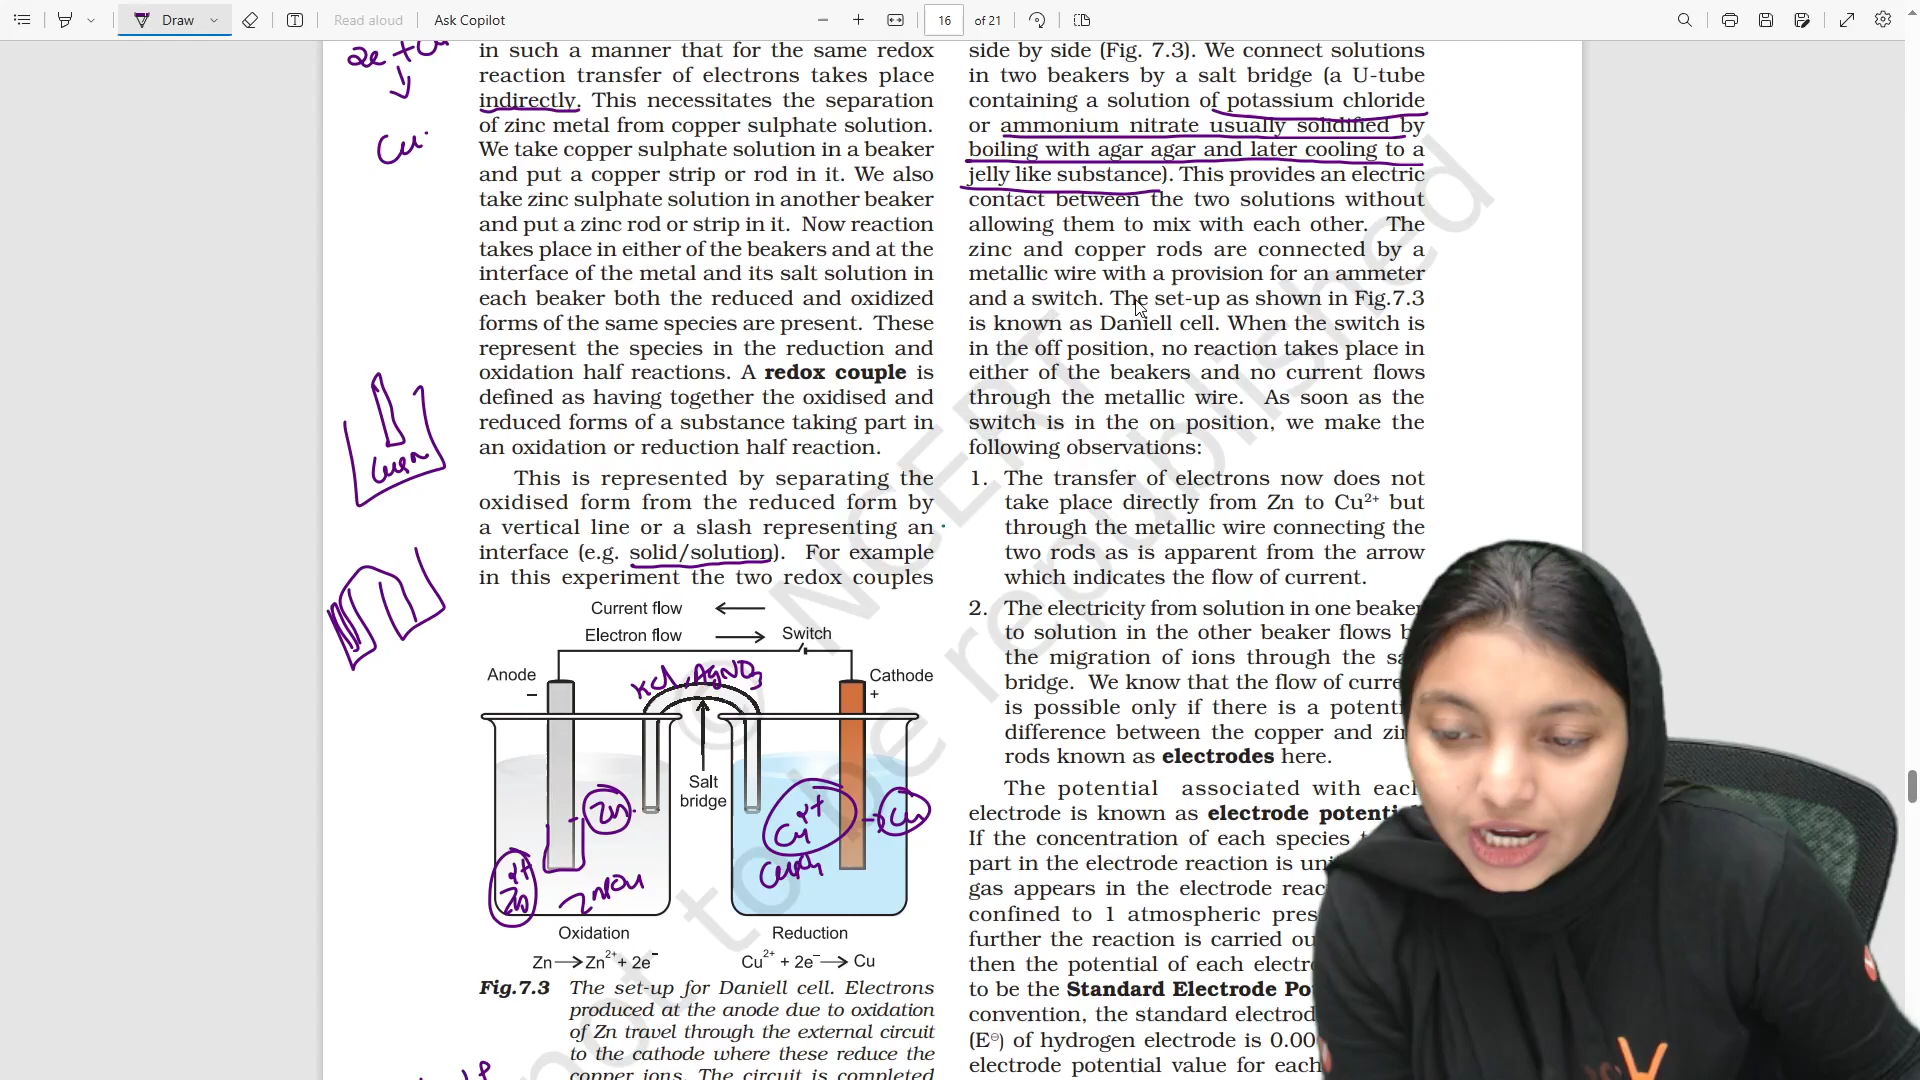 Draw
Read aloud
Ask Copilot
16
of 21
2e + Cu
Cu
in such a manner that for the same redox
reaction transfer of electrons takes place
indirectly. This necessitates the separation
of zinc metal from copper sulphate solution.
We take copper sulphate solution in a beaker
and put a copper strip or rod in it. We also
take zinc sulphate solution in another beaker
and put a zinc rod or strip in it. Now reaction
takes place in either of the beakers and at the
interface of the metal and its salt solution in
each beaker both the reduced and oxidized
forms of the same species are present. These
represent the species in the reduction and
oxidation half reactions. A redox couple is
defined as having together the oxidised and
reduced forms of a substance taking part in
an oxidation or reduction half reaction.
This is represented by separating the
oxidised form from the reduced form by
a vertical line or a slash representing an
interface (e.g. solid/solution). For example
in this experiment the two redox couples
Current flow
Electron flow
Switch
Anode
–
KCl, AgNO3
Cathode
+
Salt
bridge
Zn
Zn2+
Cu2+
Cu
Oxidation
Reduction
Zn → Zn2+ + 2e–
Cu2+ + 2e– → Cu
Fig.7.3 The set-up for Daniell cell. Electrons
produced at the anode due to oxidation
of Zn travel through the external circuit
to the cathode where these reduce the
copper ions. The circuit is completed
side by side (Fig. 7.3). We connect solutions
in two beakers by a salt bridge (a U-tube
containing a solution of potassium chloride
or ammonium nitrate usually solidified by
boiling with agar agar and later cooling to a
jelly like substance). This provides an electric
contact between the two solutions without
allowing them to mix with each other. The
zinc and copper rods are connected by a
metallic wire with a provision for an ammeter
and a switch. The set-up as shown in Fig.7.3
is known as Daniell cell. When the switch is
in the off position, no reaction takes place in
either of the beakers and no current flows
through the metallic wire. As soon as the
switch is in the on position, we make the
following observations:
1. The transfer of electrons now does not
take place directly from Zn to Cu2+ but
through the metallic wire connecting the
two rods as is apparent from the arrow
which indicates the flow of current.
2. The electricity from solution in one beaker
to solution in the other beaker flows
the migration of ions through the
bridge. We know that the flow of
is possible only if there is a
difference between the copper and
rods known as electrodes here.
The potential associated with each
electrode is known as electrode
If the concentration of each species
part in the electrode reaction is
gas appears in the electrode
confined to 1 atmospheric
further the reaction is carried
then the potential of each
to be the Standard Electrode
convention, the standard
(E⊖) of hydrogen electrode is
electrode potential value for each
© NCERT
not to be republished